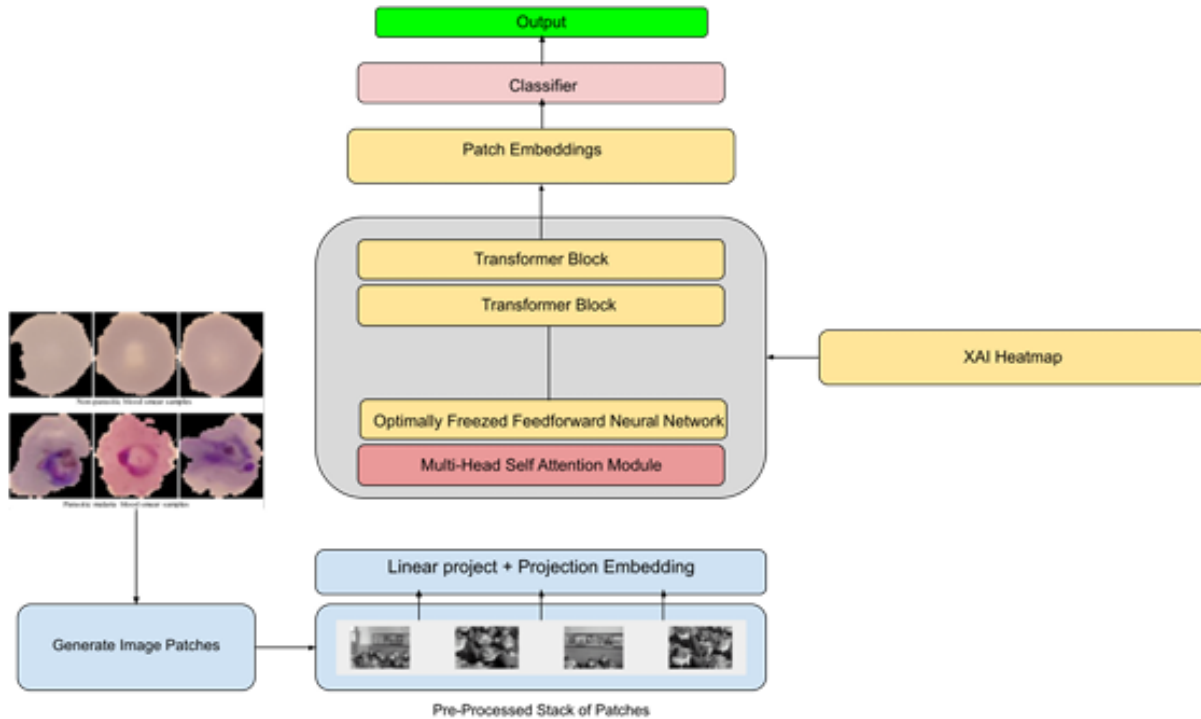 Output
Classifier
Patch Embeddings
Transformer Block
Transformer Block
XAI Heatmap
Optimally Freezed Feedforward Neural Network
Multi-Head Self Attention Module
Non-parasitic blood smear samples
Parasitic malaria blood smear samples
Linear project + Projection Embedding
Generate Image Patches
Pre-Processed Stack of Patches